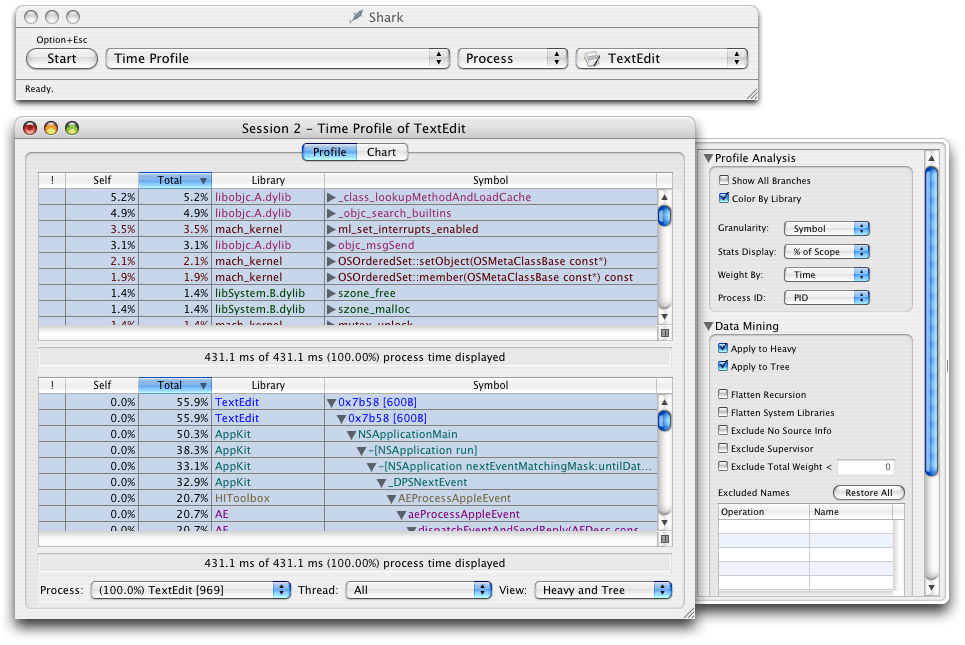 Shark
Option+Esc
Start Time Profile Process TextEdit
Ready.
Session 2 – Time Profile of TextEdit
Profile Chart
! Self Total Library Symbol
5.2% 5.2% libobjc.A.dylib _class_lookupMethodAndLoadCache
4.9% 4.9% libobjc.A.dylib _objc_search_builtins
3.5% 3.5% mach_kernel ml_set_interrupts_enabled
3.1% 3.1% libobjc.A.dylib objc_msgSend
2.1% 2.1% mach_kernel OSOrderedSet::setObject(OSMetaClassBase const*)
1.9% 1.9% mach_kernel OSOrderedSet::member(OSMetaClassBase const*) const
1.4% 1.4% libSystem.B.dylib szone_free
1.4% 1.4% libSystem.B.dylib szone_malloc
1.4% 1.4% mach_kernel mutex_unlock
431.1 ms of 431.1 ms (100.00%) process time displayed
! Self Total Library Symbol
0.0% 55.9% TextEdit 0x7b58 [600B]
0.0% 55.9% TextEdit 0x7b58 [600B]
0.0% 50.3% AppKit NSApplicationMain
0.0% 38.3% AppKit -[NSApplication run]
0.0% 33.1% AppKit -[NSApplication nextEventMatchingMask:untilDat...
0.0% 32.9% AppKit _DPSNextEvent
0.0% 20.7% HIToolbox AEProcessAppleEvent
0.0% 20.7% AE aeProcessAppleEvent
0.0% 20.7% AE dispatchEventAndSendReply(AEDesc cons
431.1 ms of 431.1 ms (100.00%) process time displayed
Process: (100.0%) TextEdit [969] Thread: All View: Heavy and Tree
Profile Analysis
Show All Branches
Color By Library
Granularity: Symbol
Stats Display: % of Scope
Weight By: Time
Process ID: PID
Data Mining
Apply to Heavy
Apply to Tree
Flatten Recursion
Flatten System Libraries
Exclude No Source Info
Exclude Supervisor
Exclude Total Weight < 0
Excluded Names Restore All
Operation Name